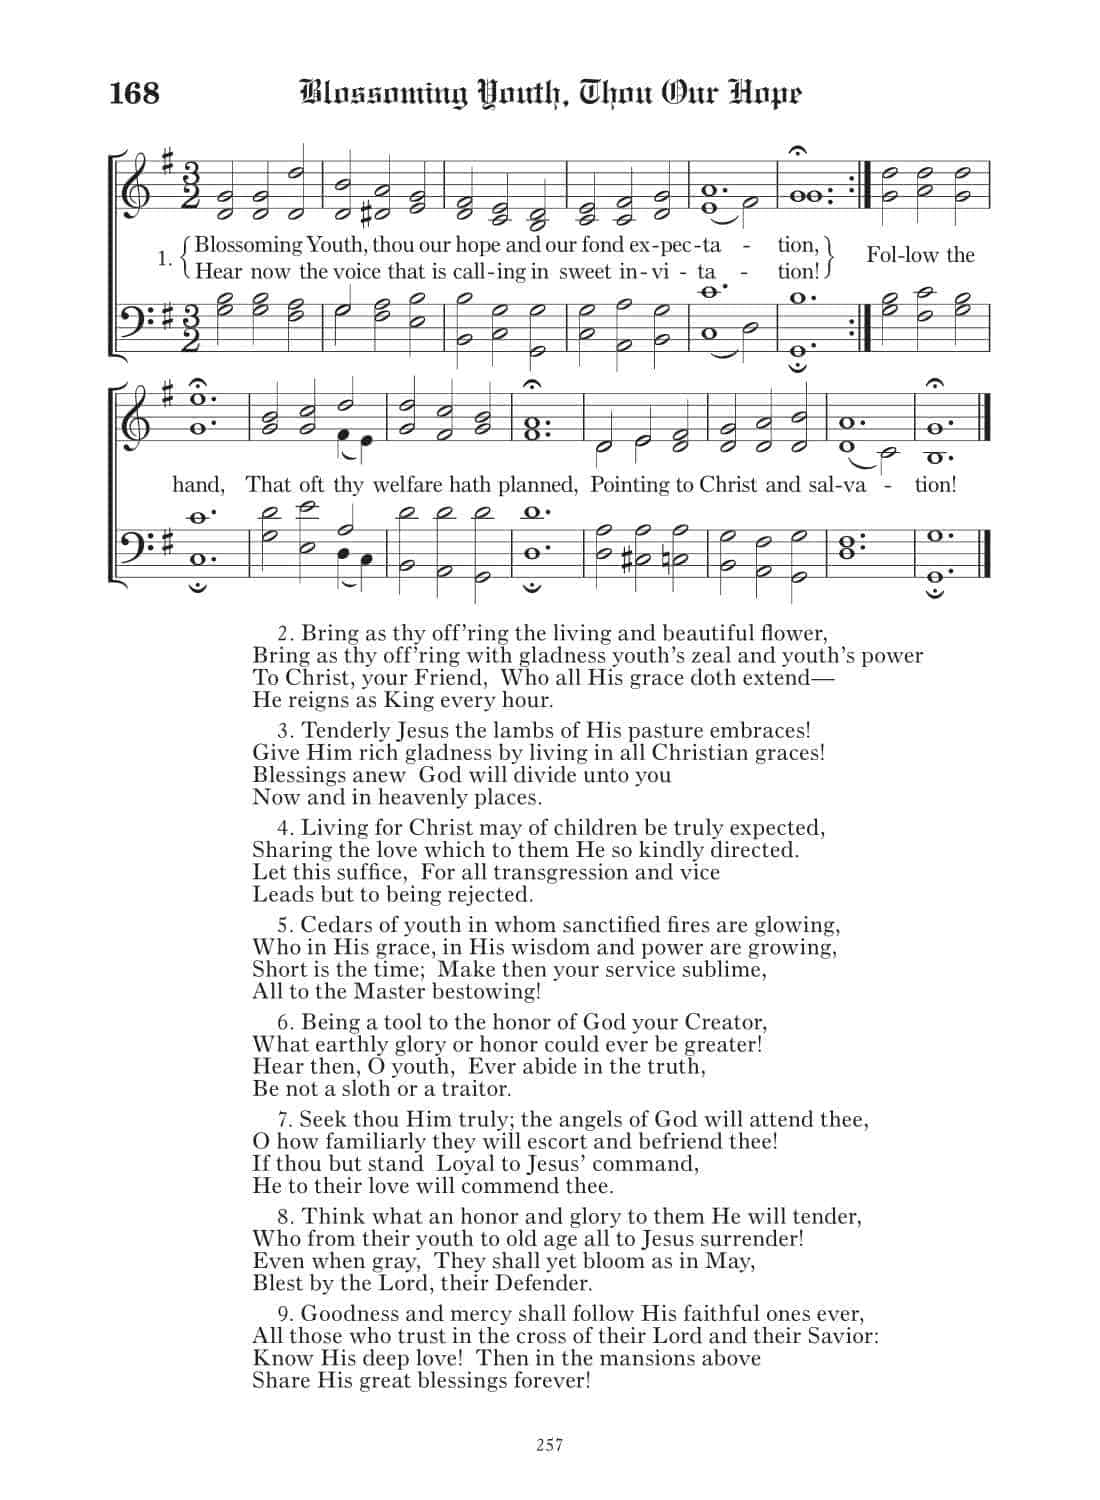 168 Blossoming Youth, Thou Our Hope
1. Blossoming Youth, thou our hope and our fond ex-pec-ta - tion, Fol-low the
Hear now the voice that is call-ing in sweet in-vi - ta - tion!
hand, That oft thy welfare hath planned, Pointing to Christ and sal-va - tion!
2. Bring as thy off’ring the living and beautiful flower,
Bring as thy off’ring with gladness youth’s zeal and youth’s power
To Christ, your Friend, Who all His grace doth extend—
He reigns as King every hour.
3. Tenderly Jesus the lambs of His pasture embraces!
Give Him rich gladness by living in all Christian graces!
Blessings anew God will divide unto you
Now and in heavenly places.
4. Living for Christ may of children be truly expected,
Sharing the love which to them He so kindly directed.
Let this suffice, For all transgression and vice
Leads but to being rejected.
5. Cedars of youth in whom sanctified fires are glowing,
Who in His grace, in His wisdom and power are growing,
Short is the time; Make then your service sublime,
All to the Master bestowing!
6. Being a tool to the honor of God your Creator,
What earthly glory or honor could ever be greater!
Hear then, O youth, Ever abide in the truth,
Be not a sloth or a traitor.
7. Seek thou Him truly; the angels of God will attend thee,
O how familiarly they will escort and befriend thee!
If thou but stand Loyal to Jesus’ command,
He to their love will commend thee.
8. Think what an honor and glory to them He will tender,
Who from their youth to old age all to Jesus surrender!
Even when gray, They shall yet bloom as in May,
Blest by the Lord, their Defender.
9. Goodness and mercy shall follow His faithful ones ever,
All those who trust in the cross of their Lord and their Savior:
Know His deep love! Then in the mansions above
Share His great blessings forever!
257